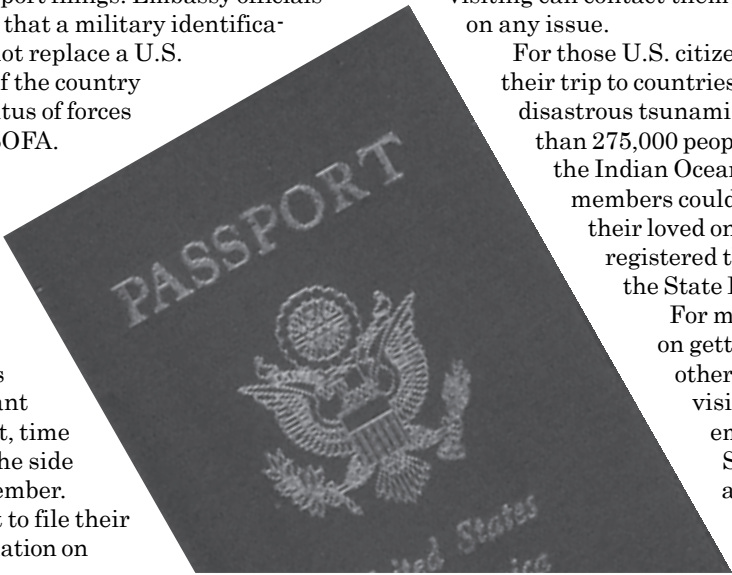 port filings. Embassy officials
that a military identifica-
ot replace a U.S.
f the country
tus of forces
OFA.
s
ant
t, time
he side
ember.
t to file their
ation on
PASSPORT
United States
visiting can contact them
on any issue.
For those U.S. citize
their trip to countries
disastrous tsunami
than 275,000 peop
the Indian Ocean
members could
their loved on
registered t
the State
For m
on gett
other
visi
en
S
a